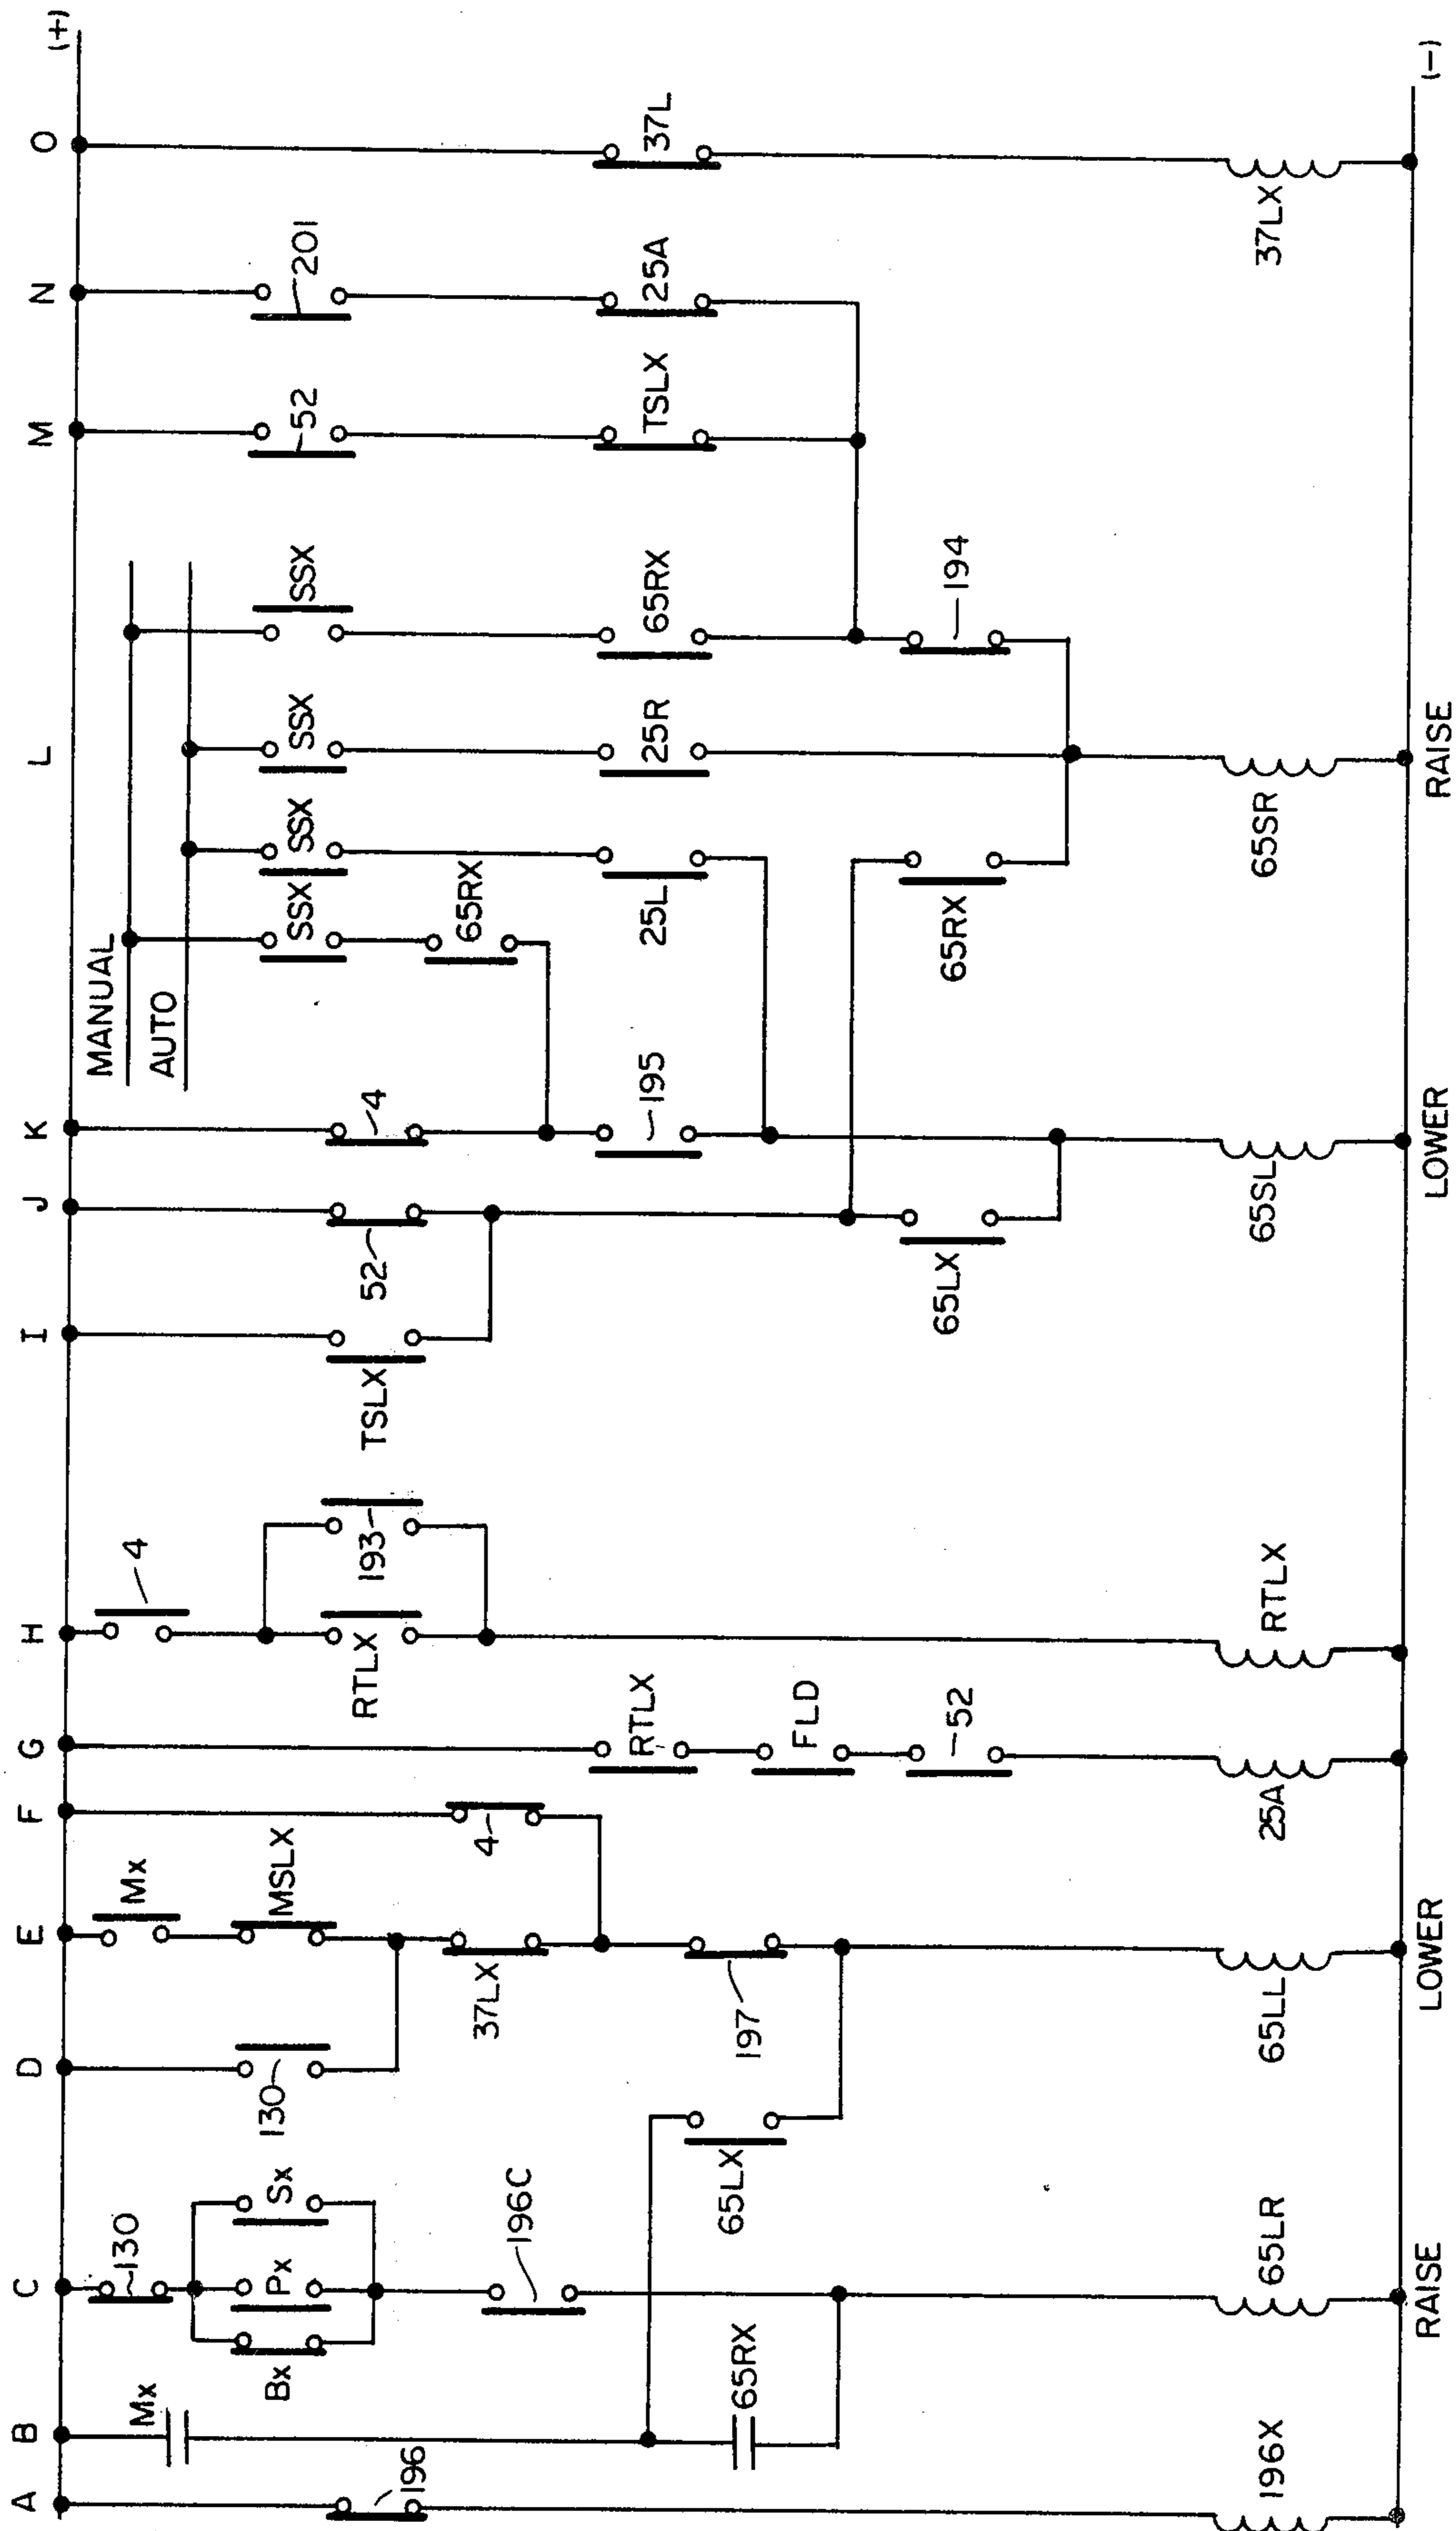 (+)
A
B
C
D
E
F
G
H
I
J
K
L
M
N
O
MANUAL
AUTO
Mx
130
Bx
Px
Sx
196C
196
65RX
65LX
130
Mx
MSLX
37LX
4
197
RTLX
FLD
52
4
RTLX
193
TSLX
52
4
195
65LX
SSX
65RX
SSX
25L
SSX
25R
SSX
65RX
65RX
194
52
TSLX
201
25A
37L
196X
65LR
65LL
25A
RTLX
65SL
65SR
37LX
RAISE
LOWER
LOWER
RAISE
(-)